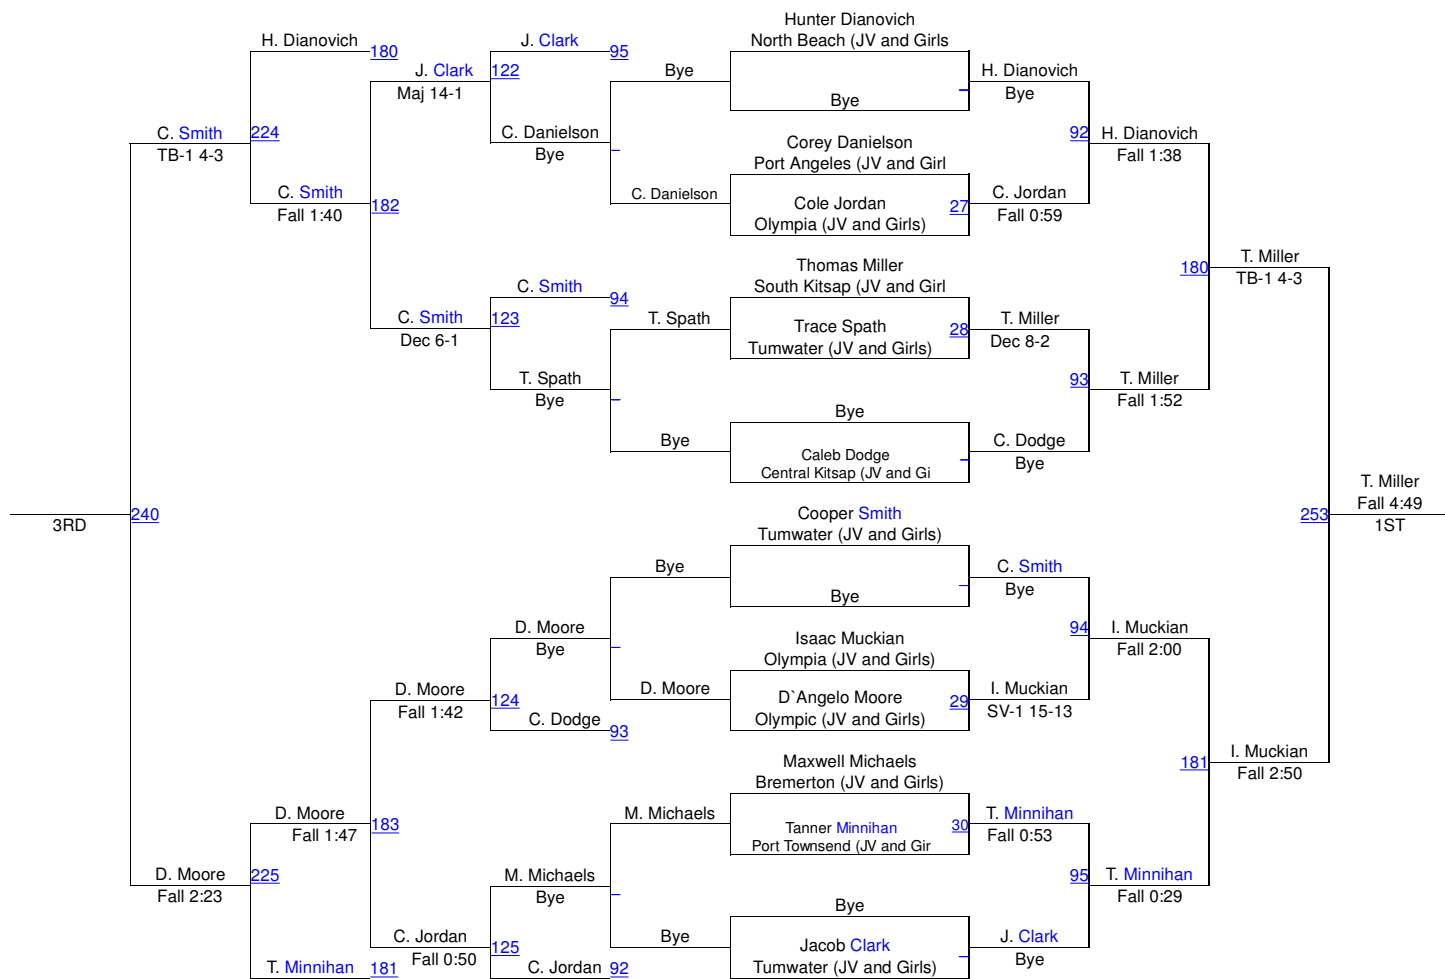 Hunter Dianovich
H. Dianovich
J. Clark
North Beach (JV and Girls
180
95
J. Clark
122
Bye
H. Dianovich
Maj 14-1
Bye
Bye
C. Smith
224
C. Danielson
92
H. Dianovich
TB-1 4-3
Bye
Corey Danielson
Fall 1:38
Port Angeles (JV and Girl
C. Smith
C. Danielson
Cole Jordan
27
C. Jordan
Fall 1:40
182
Olympia (JV and Girls)
Fall 0:59
Thomas Miller
180
T. Miller
C. Smith
94
South Kitsap (JV and Girl
TB-1 4-3
C. Smith
123
T. Spath
Trace Spath
28
T. Miller
Dec 6-1
Tumwater (JV and Girls)
Dec 8-2
T. Spath
93
T. Miller
Bye
Fall 1:52
Bye
Bye
Caleb Dodge
C. Dodge
Central Kitsap (JV and Gi
Bye
T. Miller
Fall 4:49
3RD
240
Cooper Smith
253
1ST
Tumwater (JV and Girls)
Bye
C. Smith
Bye
Bye
D. Moore
Isaac Muckian
94
I. Muckian
Bye
Olympia (JV and Girls)
Fall 2:00
D. Moore
124
D. Moore
D`Angelo Moore
29
I. Muckian
Fall 1:42
C. Dodge
93
Olympic (JV and Girls)
SV-1 15-13
Maxwell Michaels
181
I. Muckian
Bremerton (JV and Girls)
Fall 2:50
D. Moore
183
M. Michaels
Tanner Minnihan
30
T. Minnihan
Fall 1:47
Port Townsend (JV and Gir
Fall 0:53
D. Moore
225
M. Michaels
95
T. Minnihan
Fall 2:23
Bye
Fall 0:29
Bye
C. Jordan
125
Bye
Jacob Clark
J. Clark
Fall 0:50
Tumwater (JV and Girls)
Bye
T. Minnihan
181
C. Jordan
92